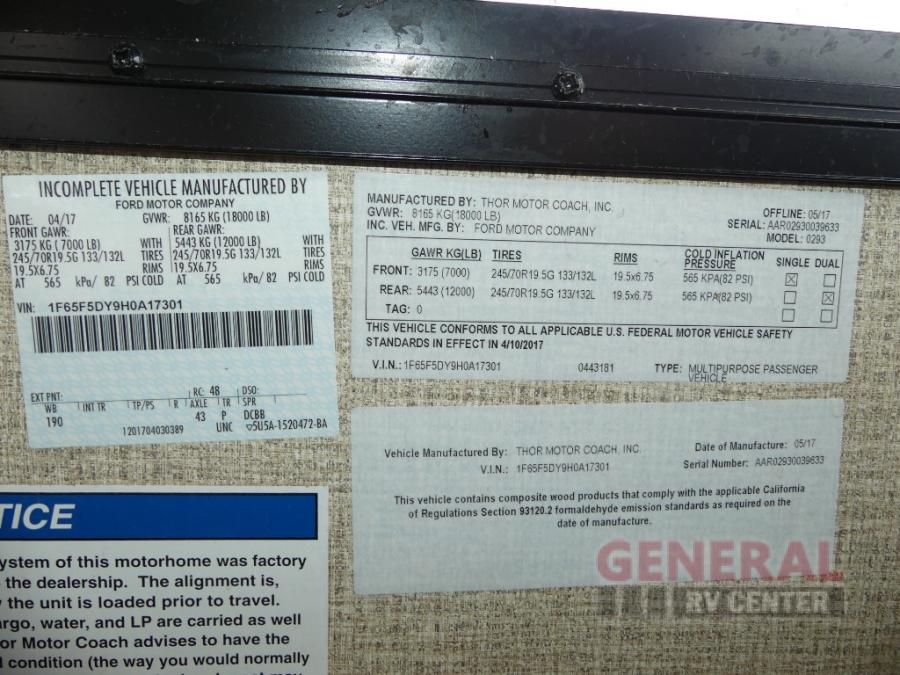 INCOMPLETE VEHICLE MANUFACTURED BY
FORD MOTOR COMPANY
DATE: 04/17 GVWR: 8165 KG (18000 LB)
FRONT GAWR: REAR GAWR:
3175 KG (7000 LB) WITH 5443 KG (12000 LB) WITH
245/70R19.5G 133/132L TIRES 245/70R19.5G 133/132L TIRES
19.5X6.75 RIMS 19.5X6.75 RIMS
AT 565 kPa/ 82 PSI COLD AT 565 kPa/ 82 PSI COLD
VIN: 1F65F5DY9H0A17301
EXT PNT: RC: 48 DSO:
WB INT TR TP/PS R AXLE TR SPR
190 43 P DCBB
1201704030389 UNC 5U5A-1520472-BA
MANUFACTURED BY: THOR MOTOR COACH, INC. OFFLINE: 05/17
GVWR: 8165 KG(18000 LB) SERIAL: AAR02930039633
INC. VEH. MFG. BY: FORD MOTOR COMPANY MODEL: 0293
GAWR KG(LB) TIRES RIMS COLD INFLATION PRESSURE SINGLE DUAL
FRONT: 3175 (7000) 245/70R19.5G 133/132L 19.5x6.75 565 KPA(82 PSI)
REAR: 5443 (12000) 245/70R19.5G 133/132L 19.5x6.75 565 KPA(82 PSI)
TAG: 0
THIS VEHICLE CONFORMS TO ALL APPLICABLE U.S. FEDERAL MOTOR VEHICLE SAFETY
STANDARDS IN EFFECT IN 4/10/2017
V.I.N.: 1F65F5DY9H0A17301 0443181 TYPE: MULTIPURPOSE PASSENGER
VEHICLE
Vehicle Manufactured By: THOR MOTOR COACH, INC. Date of Manufacture: 05/17
V.I.N.: 1F65F5DY9H0A17301 Serial Number: AAR02930039633
This vehicle contains composite wood products that comply with the applicable California
of Regulations Section 93120.2 formaldehyde emission standards as required on the
date of manufacture.
TICE
ystem of this motorhome was factory
the dealership. The alignment is,
y the unit is loaded prior to travel.
argo, water, and LP are carried as well
or Motor Coach advises to have the
d condition (the way you would normally
GENERAL
RV CENTER